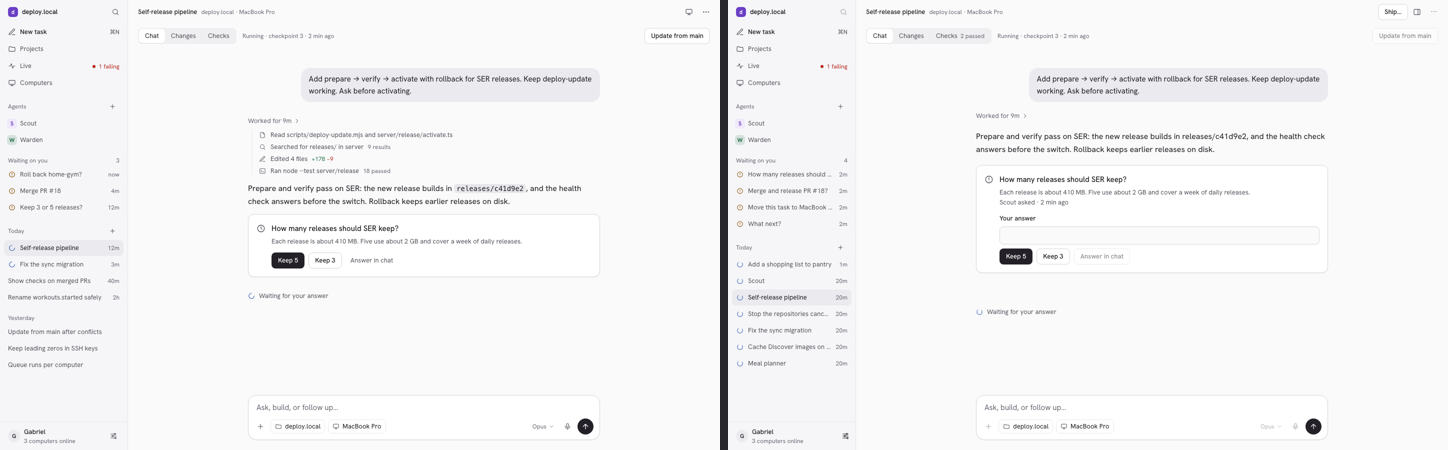 d deploy.local
New task ⌘N
Projects
Live 1 failing
Computers
Agents +
S Scout
W Warden
Waiting on you 3
Roll back home-gym? now
Merge PR #18 4m
Keep 3 or 5 releases? 12m
Today +
Self-release pipeline 12m
Fix the sync migration 3m
Show checks on merged PRs 40m
Rename workouts.started safely 2h
Yesterday
Update from main after conflicts
Keep leading zeros in SSH keys
Queue runs per computer
G Gabriel
3 computers online
Self-release pipeline deploy.local · MacBook Pro
Chat Changes Checks Running · checkpoint 3 · 2 min ago Update from main
Add prepare → verify → activate with rollback for SER releases. Keep deploy-update
working. Ask before activating.
Worked for 9m >
Read scripts/deploy-update.mjs and server/release/activate.ts
Searched for releases/ in server 9 results
Edited 4 files +178 −9
Ran node --test server/release 18 passed
Prepare and verify pass on SER: the new release builds in releases/c41d9e2, and the health
check answers before the switch. Rollback keeps earlier releases on disk.
How many releases should SER keep?
Each release is about 410 MB. Five use about 2 GB and cover a week of daily releases.
Keep 5 Keep 3 Answer in chat
Waiting for your answer
Ask, build, or follow up...
+ deploy.local MacBook Pro Opus
d deploy.local
New task ⌘N
Projects
Live 1 failing
Computers
Agents +
S Scout
W Warden
Waiting on you 4
How many releases should ... 2m
Merge and release PR #18? 2m
Move this task to MacBook ... 2m
What next? 2m
Today +
Add a shopping list to pantry 1m
Scout 20m
Self-release pipeline 20m
Stop the repositories canc... 20m
Fix the sync migration 20m
Cache Discover images on ... 20m
Meal planner 20m
G Gabriel
3 computers online
Self-release pipeline deploy.local · MacBook Pro Ship...
Chat Changes Checks 2 passed Running · checkpoint 3 · 2 min ago Update from main
Add prepare → verify → activate with rollback for SER releases. Keep deploy-update
working. Ask before activating.
Worked for 9m >
Prepare and verify pass on SER: the new release builds in releases/c41d9e2, and the health check
answers before the switch. Rollback keeps earlier releases on disk.
How many releases should SER keep?
Each release is about 410 MB. Five use about 2 GB and cover a week of daily releases.
Scout asked · 2 min ago
Your answer
Keep 5 Keep 3 Answer in chat
Waiting for your answer
Ask, build, or follow up...
+ deploy.local MacBook Pro Opus